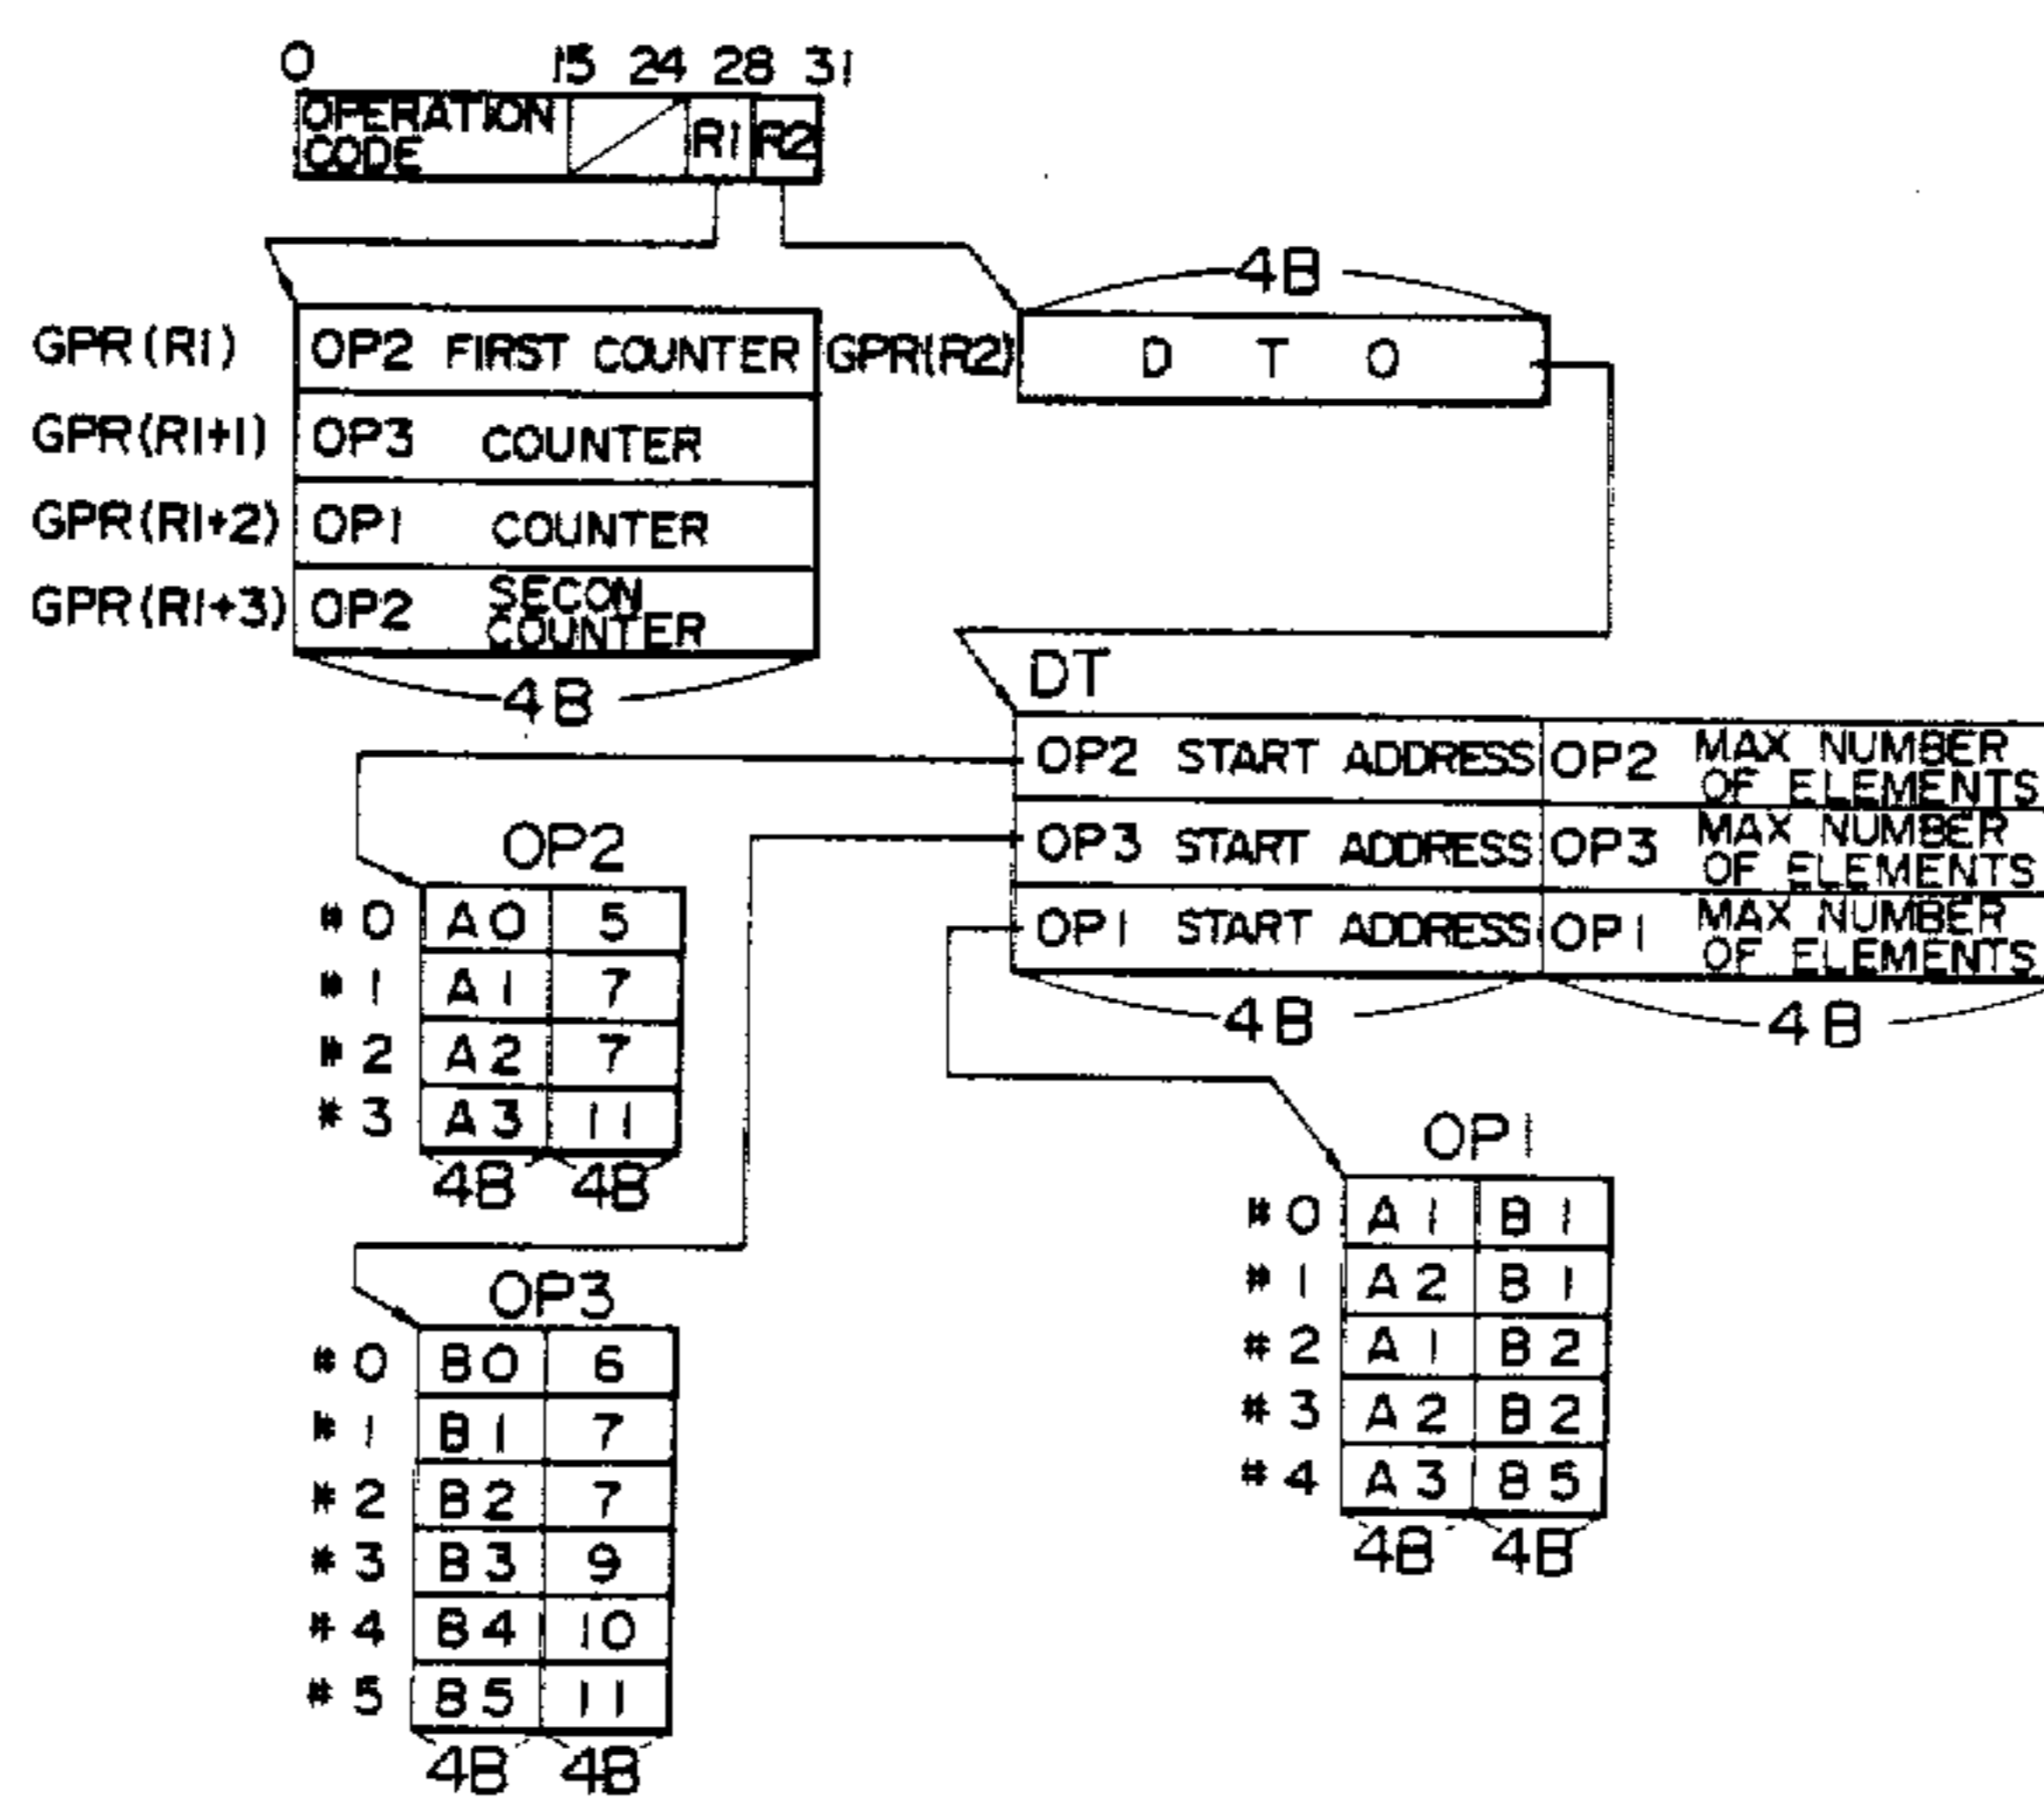 0 15 24 28 31
OPERATION CODE R1 R2
4B
GPR(R1) OP2 FIRST COUNTER GPR(R2) D T O
GPR(R1+1) OP3 COUNTER
GPR(R1+2) OP1 COUNTER
GPR(R1+3) OP2 SECON COUNTER
4B
DT
OP2 START ADDRESS OP2 MAX NUMBER OF ELEMENTS
OP3 START ADDRESS OP3 MAX NUMBER OF ELEMENTS
OP1 START ADDRESS OP1 MAX NUMBER OF ELEMENTS
4B 4B
OP2
#0 A0 5
#1 A1 7
#2 A2 7
#3 A3 11
4B 4B
OP3
#0 B0 6
#1 B1 7
#2 B2 7
#3 B3 9
#4 B4 10
#5 B5 11
4B 4B
OP1
#0 A1 B1
#1 A2 B1
#2 A1 B2
#3 A2 B2
#4 A3 B5
4B 4B